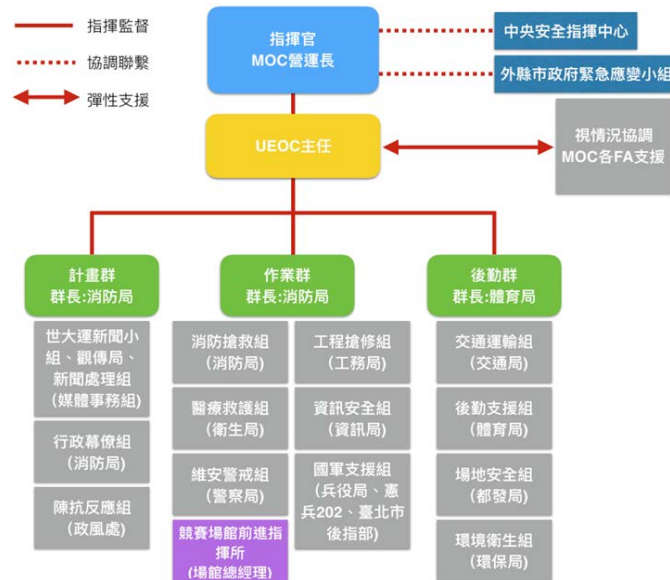 指揮監督
協調聯繫
彈性支援
指揮官
MOC營運長
中央安全指揮中心
外縣市政府緊急應變小組
UEOC主任
視情況協調
MOC各FA支援
計畫群
群長:消防局
世大運新聞小
組、觀傳局、
新聞處理組
(媒體事務組)
行政幕僚組
(消防局)
陳抗反應組
(政風處)
作業群
群長:消防局
消防搶救組
(消防局)
醫療救護組
(衛生局)
維安警戒組
(警察局)
競賽場館前進指
揮所
(場館總經理)
工程搶修組
(工務局)
資訊安全組
(資訊局)
國軍支援組
(兵役局、憲
兵202、臺北市
後指部)
後勤群
群長:體育局
交通運輸組
(交通局)
後勤支援組
(體育局)
場地安全組
(都發局)
環境衛生組
(環保局)